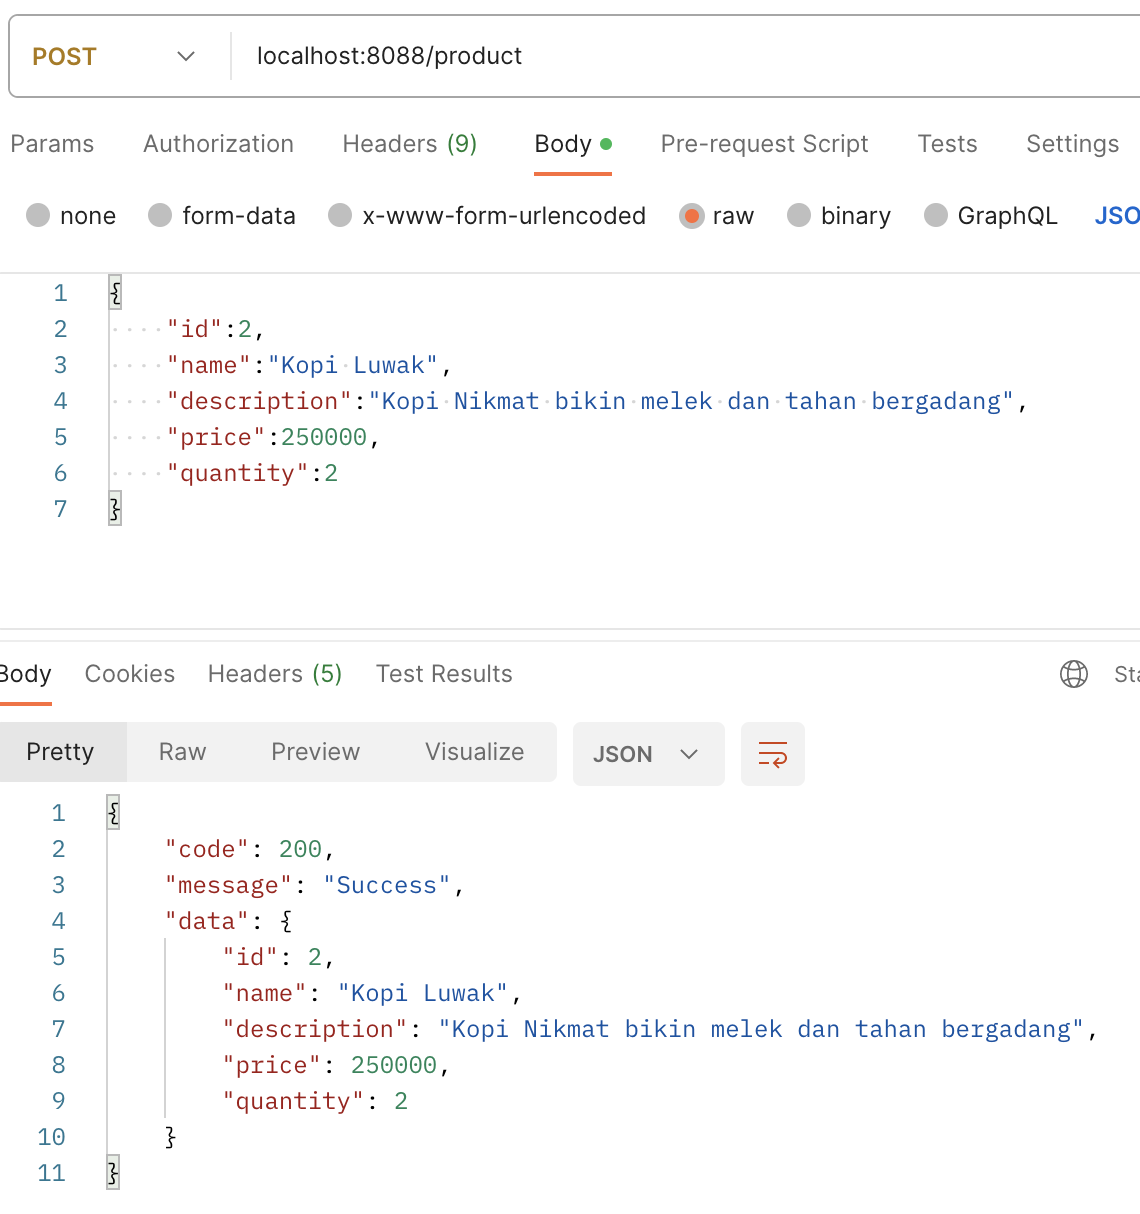 POST localhost:8088/product
Params Authorization Headers (9) Body Pre-request Script Tests Settings
none form-data x-www-form-urlencoded raw binary GraphQL
1 {
2 "id":2,
3 "name":"Kopi Luwak",
4 "description":"Kopi Nikmat bikin melek dan tahan bergadang",
5 "price":250000,
6 "quantity":2
7 }
Body Cookies Headers (5) Test Results
Pretty Raw Preview Visualize JSON
1 {
2 "code": 200,
3 "message": "Success",
4 "data": {
5 "id": 2,
6 "name": "Kopi Luwak",
7 "description": "Kopi Nikmat bikin melek dan tahan bergadang",
8 "price": 250000,
9 "quantity": 2
10 }
11 }